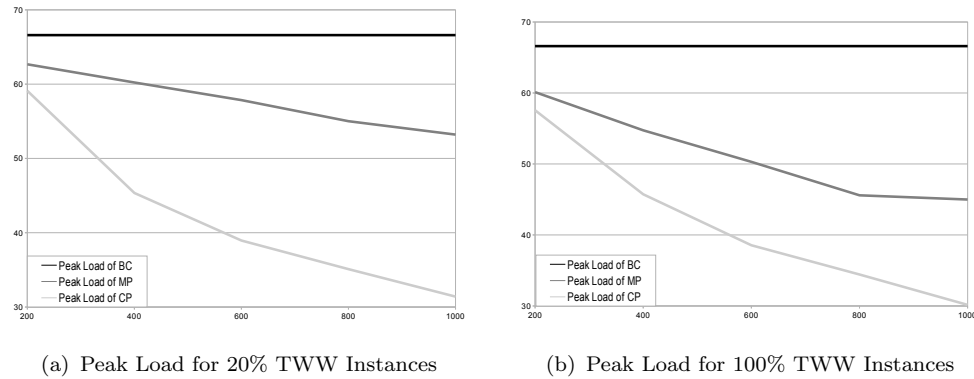 70
60
50
40
30
200
400
600
800
1000
Peak Load of BC
Peak Load of MP
Peak Load of CP
(a) Peak Load for 20% TWW Instances
70
60
50
40
30
200
400
600
800
1000
Peak Load of BC
Peak Load of MP
Peak Load of CP
(b) Peak Load for 100% TWW Instances